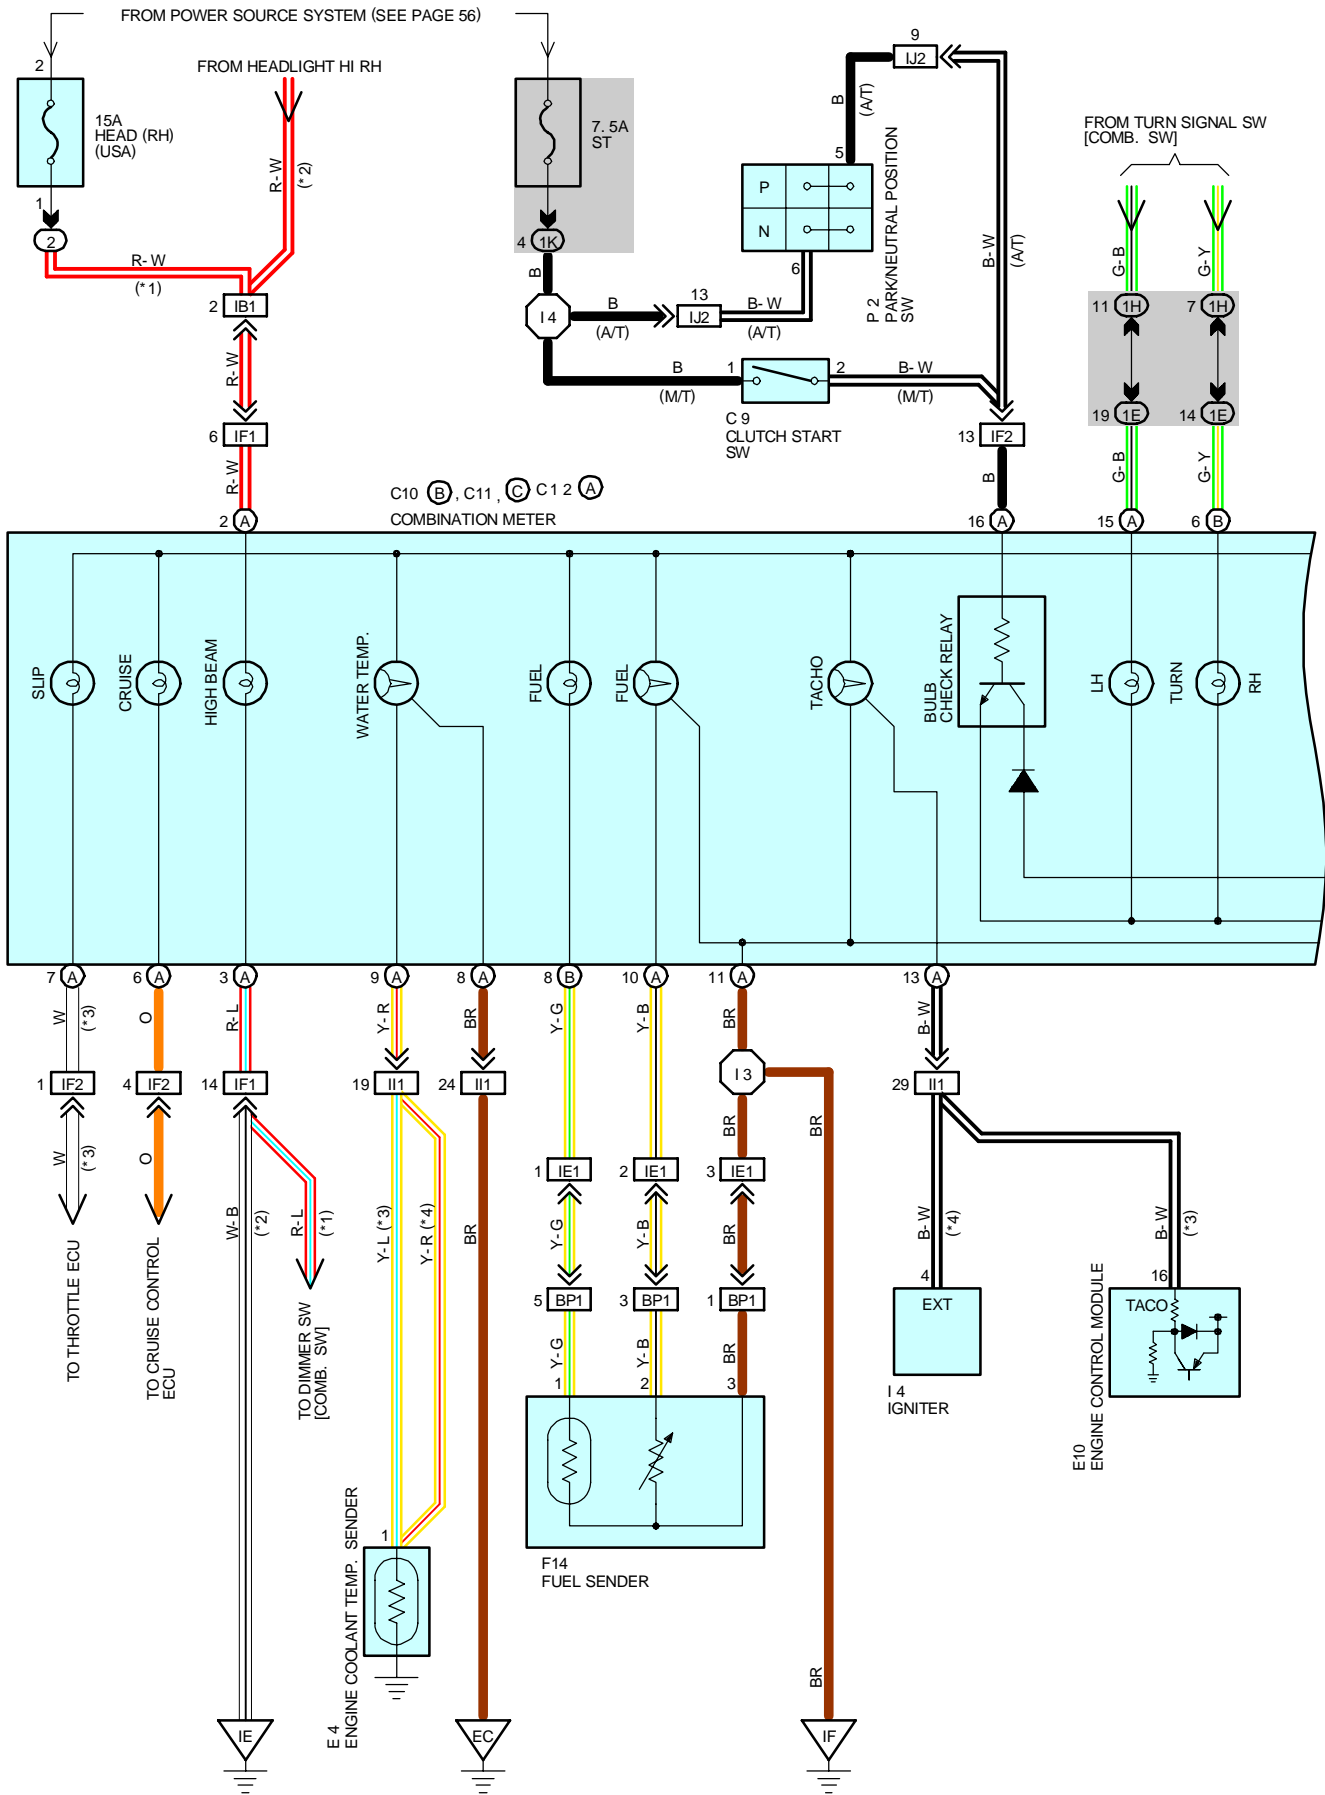 FROM POWER SOURCE SYSTEM (SEE PAGE 56)
9
IJ2
2
FROM HEADLIGHT HI RH
B
(A/T)
15A
HEAD (RH)
(USA)
7. 5A
ST
FROM TURN SIGNAL SW
[COMB. SW]
R- W
(* 2)
5
P
N
P 2
PARK/NEUTRAL POSITION
SW
1
2
4
1K
6
B- W
(A/T)
G- B
G- Y
R- W
(* 1)
B
2
IB1
I 4
B
(A/T)
13
IJ2
B- W
(A/T)
11
1H
7
1H
R- W
B
(M/T)
1
2
B- W
(M/T)
C 9
CLUTCH START
SW
19
1E
14
1E
6
IF1
13
IF2
R- W
B
G- B
G- Y
C10 B , C11 , C C 1 2 A
COMBINATION METER
2
A
16
A
15
A
6
B
SLIP
CRUISE
HIGH BEAM
WATER TEMP.
FUEL
FUEL
TACHO
BULB
CHECK RELAY
LH
TURN
RH
7
A
6
A
3
A
9
A
8
A
8
B
10
A
11
A
13
A
W
(* 3)
O
R- L
Y- R
BR
Y- G
Y- B
BR
B- W
1
IF2
4
IF2
14
IF1
19
II1
24
II1
I 3
29
II1
W
(* 3)
O
BR
BR
1
IE1
2
IE1
3
IE1
W- B
(*2)
R- L
(*1)
Y- L (*3)
Y- R (*4)
BR
Y- G
Y- B
BR
B- W
(*4)
B- W
(*3)
TO THROTTLE ECU
TO CRUISE CONTROL
ECU
TO DIMMER SW
[COMB. SW]
5
BP1
3
BP1
1
BP1
4
EXT
16
TACO
Y- G
Y- B
BR
1
2
3
I 4
IGNITER
E10
ENGINE CONTROL MODULE
1
E 4
ENGINE COOLANT TEMP. SENDER
F14
FUEL SENDER
BR
IE
EC
IF